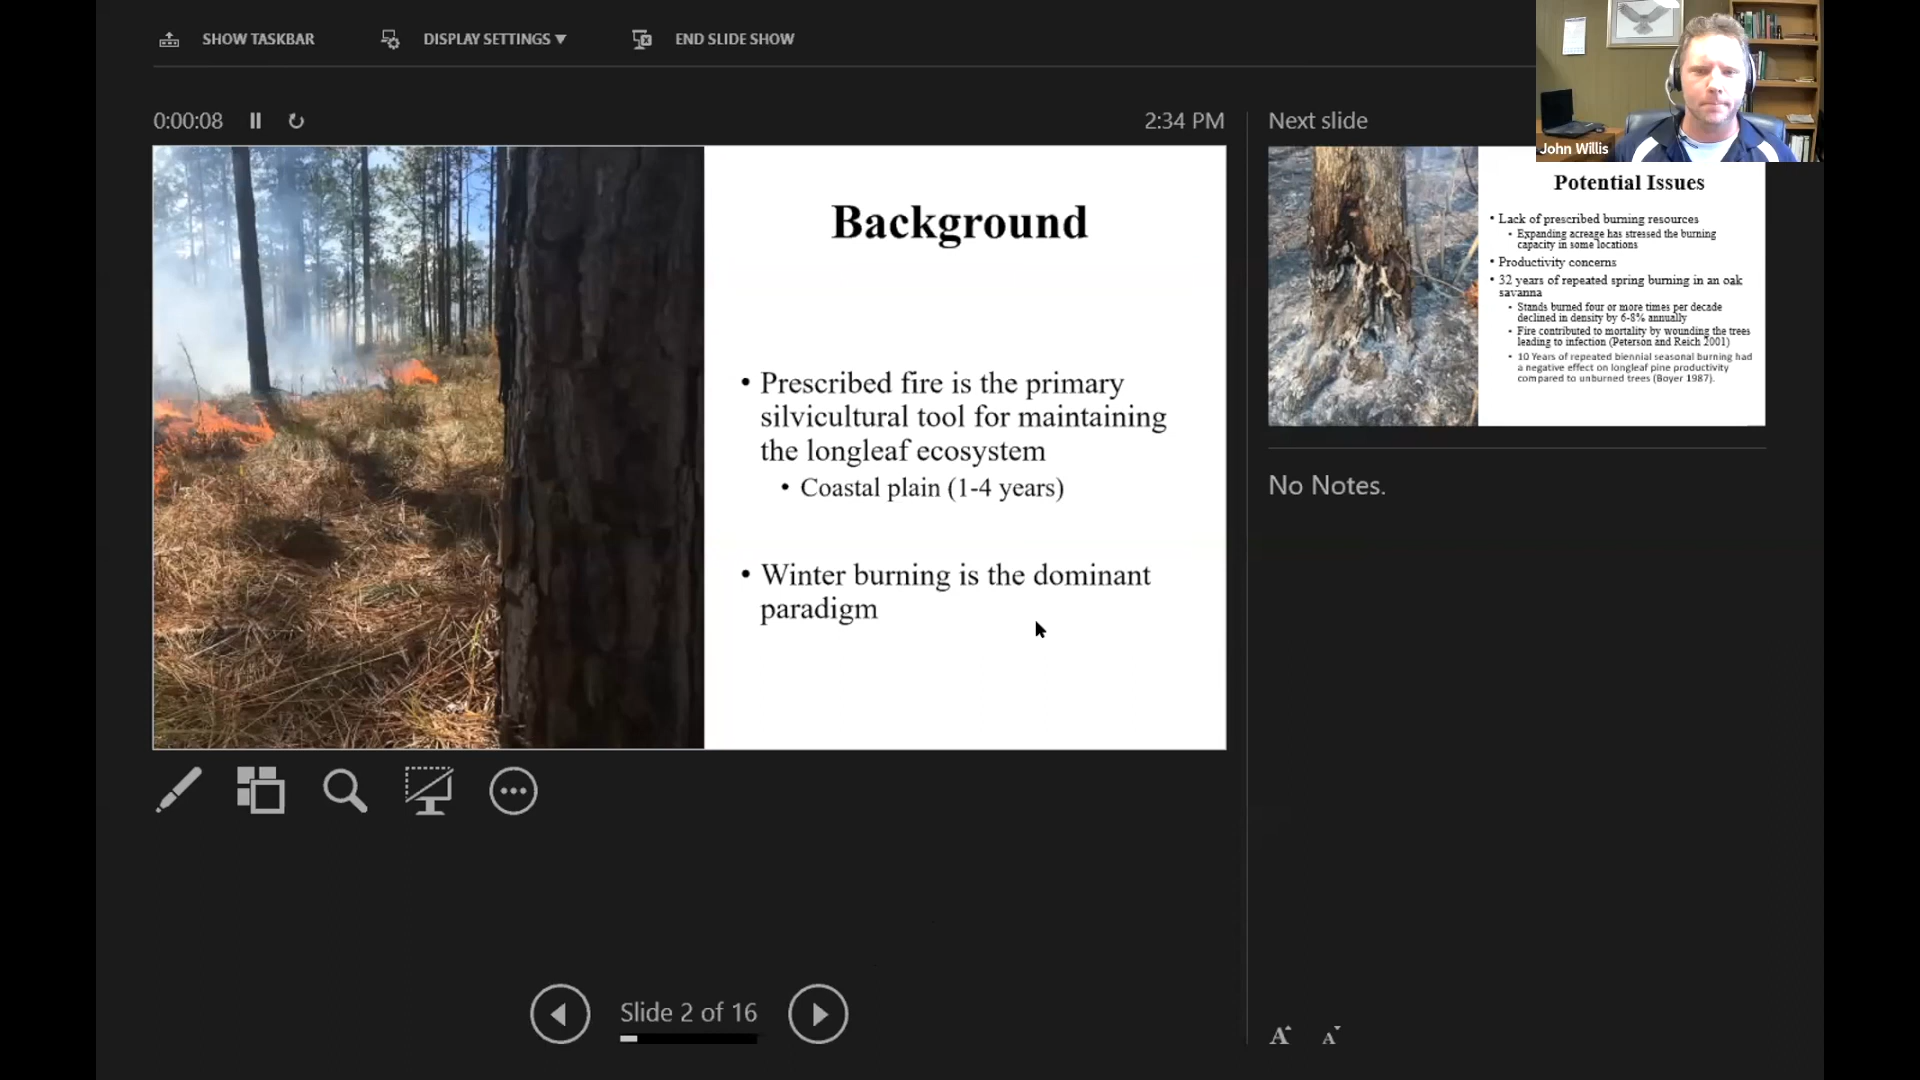 SHOW TASKBAR
DISPLAY SETTINGS ▼
END SLIDE SHOW
John Willis
0:00:08
2:34 PM
Next slide
Background
• Prescribed fire is the primary
silvicultural tool for maintaining
the longleaf ecosystem
• Coastal plain (1-4 years)
• Winter burning is the dominant
paradigm
Potential Issues
• Lack of prescribed burning resources
• Expanding acreage has stressed the burning
capacity in some locations
• Productivity concerns
• 32 years of repeated spring burning in an oak
savanna
• Stands burned four or more times per decade
declined in density by 6-8% annually
• Fire contributed to mortality by wounding the trees
leading to infection (Peterson and Reich 2001)
• 10 Years of repeated biennial seasonal burning had
a negative effect on longleaf pine productivity
compared to unburned trees (Boyer 1987).
No Notes.
Slide 2 of 16
A A